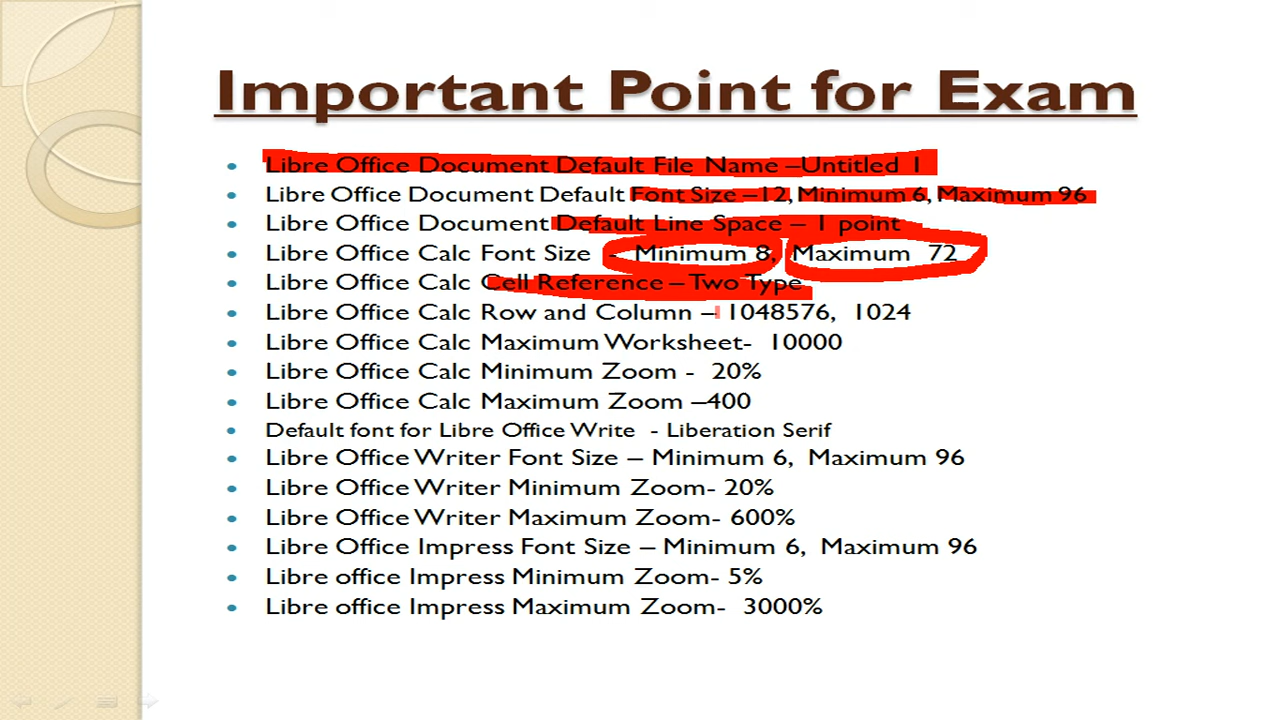 Important Point for Exam
Libre Office Document Default File Name –Untitled 1
Libre Office Document Default Font Size –12, Minimum 6, Maximum 96
Libre Office Document Default Line Space – 1 point
Libre Office Calc Font Size - Minimum 8, Maximum 72
Libre Office Calc Cell Reference – Two Type
Libre Office Calc Row and Column – 1048576, 1024
Libre Office Calc Maximum Worksheet- 10000
Libre Office Calc Minimum Zoom - 20%
Libre Office Calc Maximum Zoom –400
Default font for Libre Office Write - Liberation Serif
Libre Office Writer Font Size – Minimum 6, Maximum 96
Libre Office Writer Minimum Zoom- 20%
Libre Office Writer Maximum Zoom- 600%
Libre Office Impress Font Size – Minimum 6, Maximum 96
Libre office Impress Minimum Zoom- 5%
Libre office Impress Maximum Zoom- 3000%